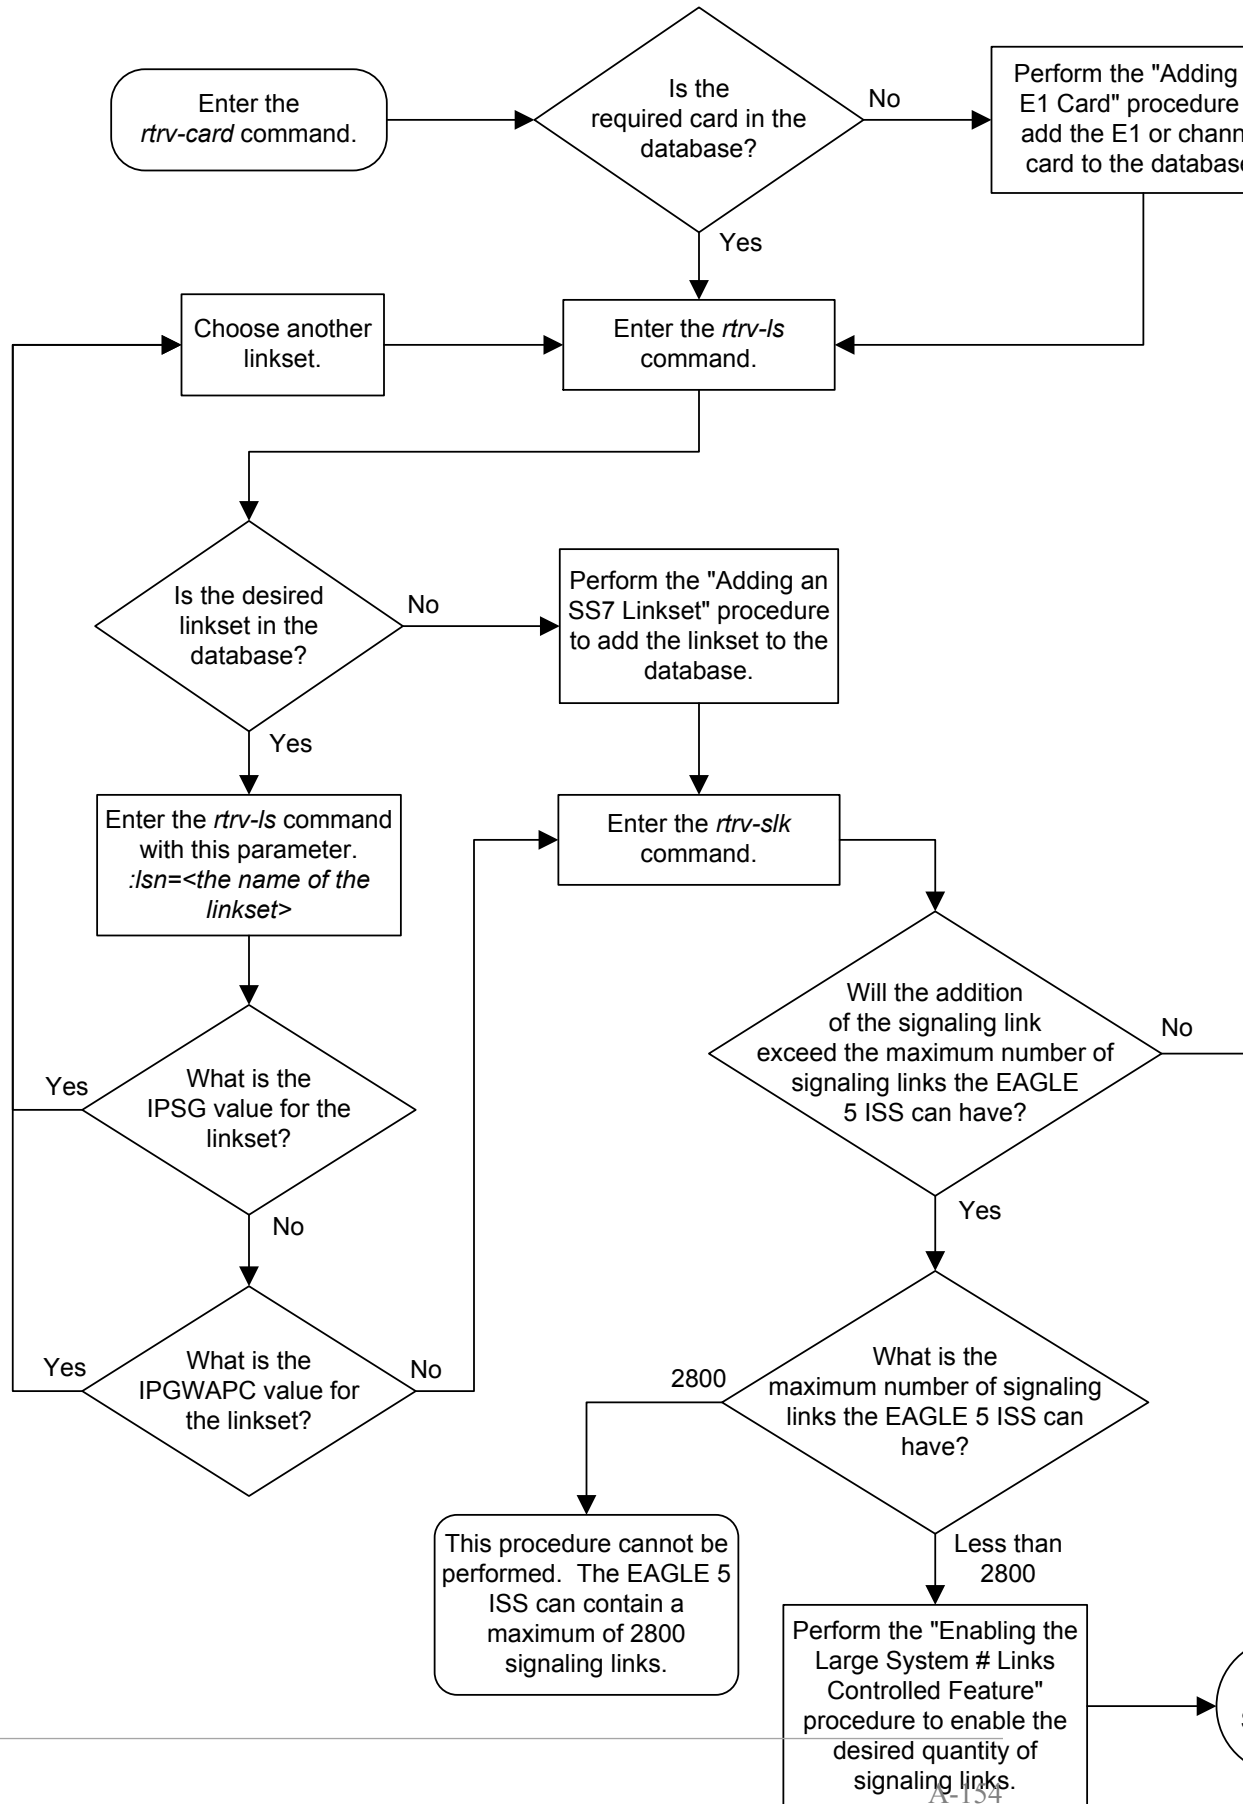 Enter the
rtrv-card command.
Is the
required card in the
database?
No
Yes
Perform the "Adding
E1 Card" procedure
add the E1 or
card to the
Choose another
linkset.
Enter the rtrv-ls
command.
Is the desired
linkset in the
database?
No
Yes
Perform the "Adding an
SS7 Linkset" procedure
to add the linkset to the
database.
Enter the rtrv-ls command
with this parameter.
:lsn=<the name of the
linkset>
Enter the rtrv-slk
command.
What is the
IPSG value for the
linkset?
Yes
No
Will the addition
of the signaling link
exceed the maximum number of
signaling links the EAGLE
5 ISS can have?
No
Yes
What is the
IPGWAPC value for
the linkset?
Yes
No
What is the
maximum number of signaling
links the EAGLE 5 ISS can
have?
2800
Less than
2800
This procedure cannot be
performed. The EAGLE 5
ISS can contain a
maximum of 2800
signaling links.
Perform the "Enabling the
Large System # Links
Controlled Feature"
procedure to enable the
desired quantity of
signaling links.
A-154